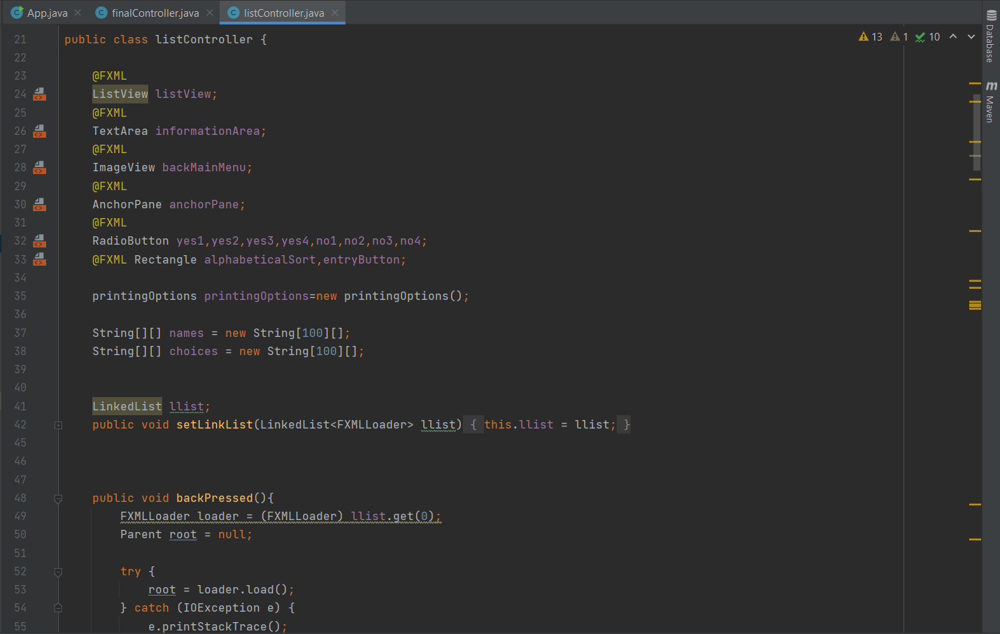 App.java finalController.java listController.java
13 1 10
Database
Maven
21 public class listController {
22
23 @FXML
24 ListView listView;
25 @FXML
26 TextArea informationArea;
27 @FXML
28 ImageView backMainMenu;
29 @FXML
30 AnchorPane anchorPane;
31 @FXML
32 RadioButton yes1,yes2,yes3,yes4,no1,no2,no3,no4;
33 @FXML Rectangle alphabeticalSort,entryButton;
34
35 printingOptions printingOptions=new printingOptions();
36
37 String[][] names = new String[100][];
38 String[][] choices = new String[100][];
39
40
41 LinkedList llist;
42 public void setLinkList(LinkedList<FXMLLoader> llist) { this.llist = llist; }
45
46
47
48 public void backPressed(){
49 FXMLLoader loader = (FXMLLoader) llist.get(0);
50 Parent root = null;
51
52 try {
53 root = loader.load();
54 } catch (IOException e) {
55 e.printStackTrace();